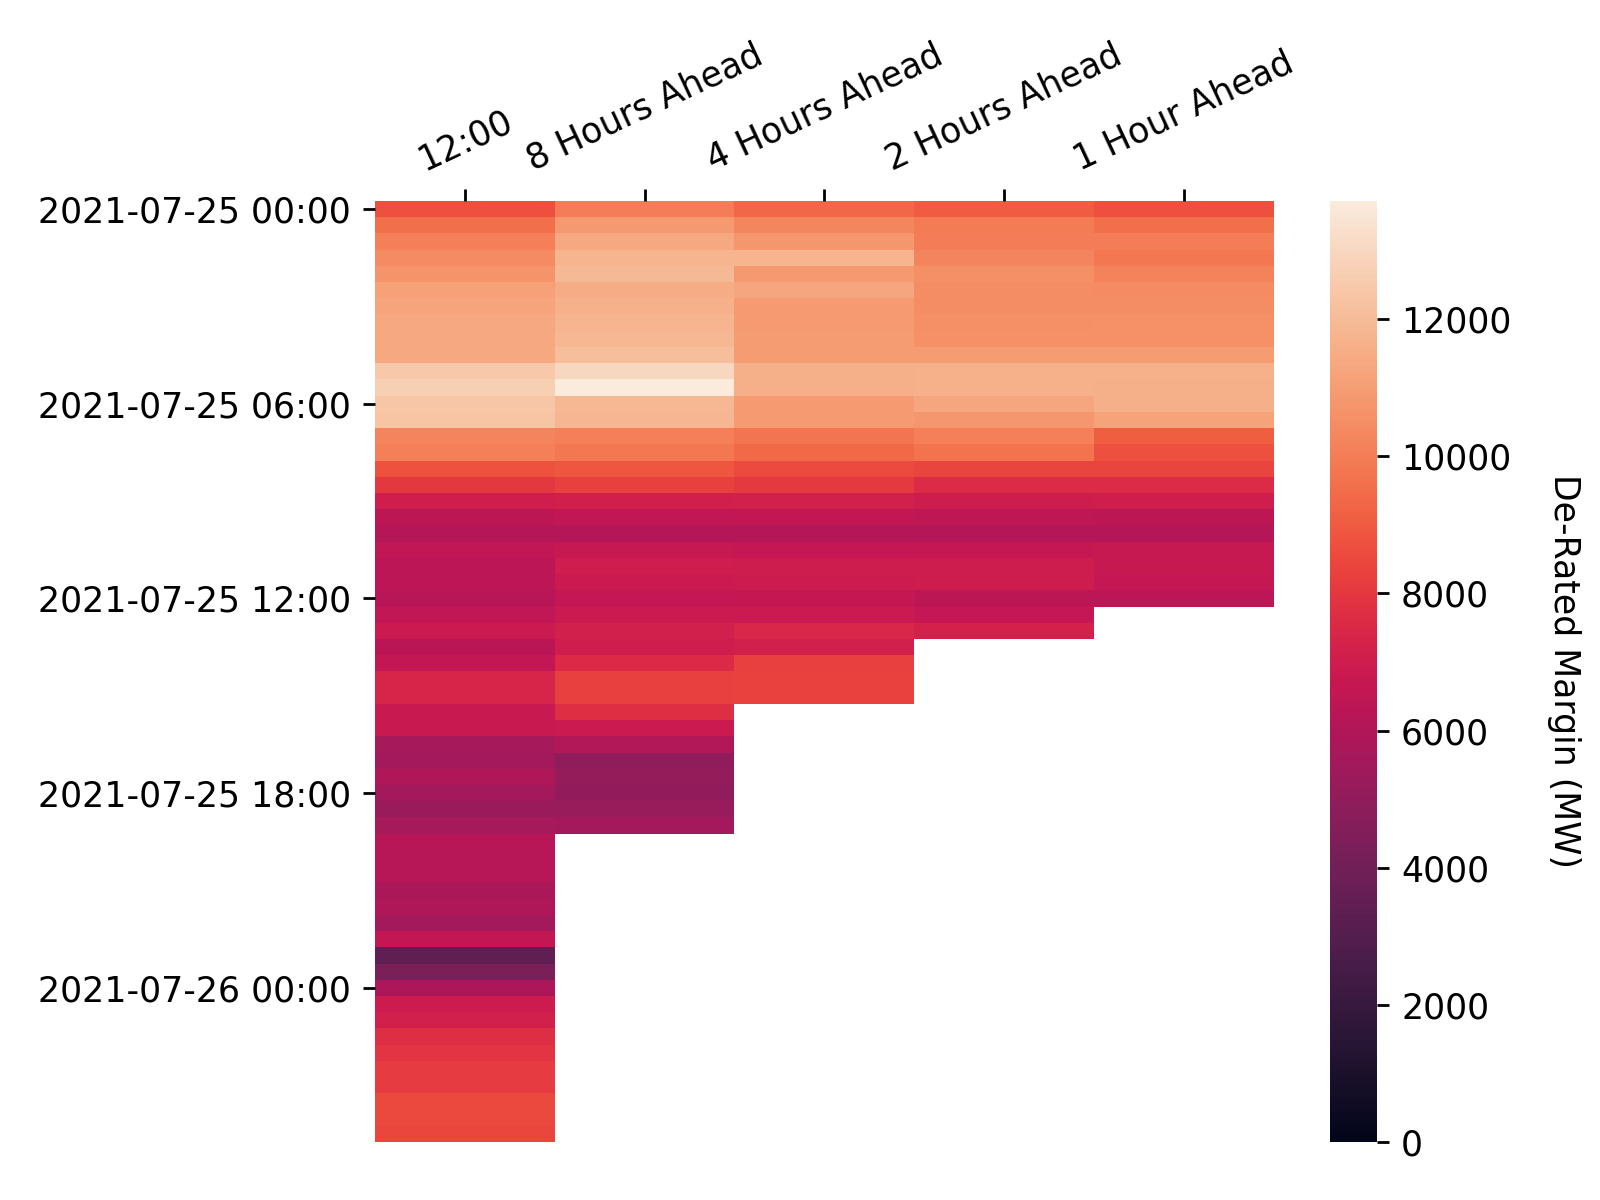 12:00
8 Hours Ahead
4 Hours Ahead
2 Hours Ahead
1 Hour Ahead
2021-07-25 00:00
2021-07-25 06:00
2021-07-25 12:00
2021-07-25 18:00
2021-07-26 00:00
12000
10000
8000
6000
4000
2000
0
De-Rated Margin (MW)